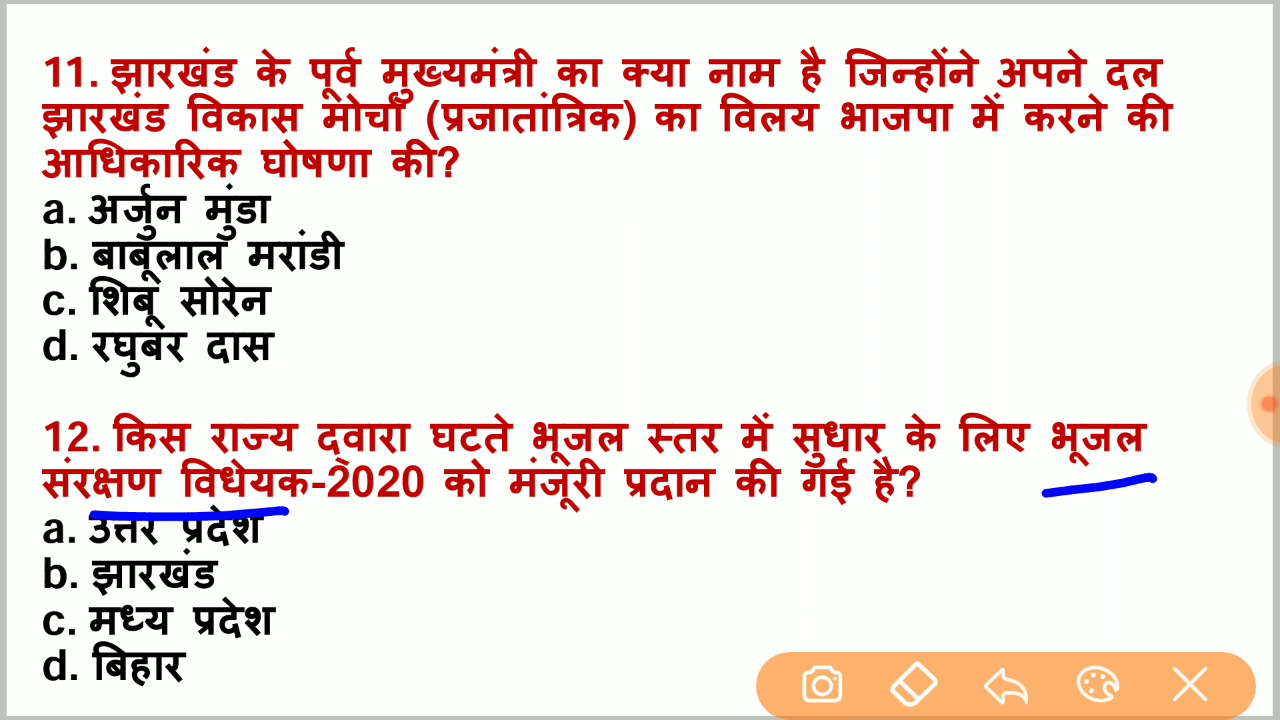 11. झारखंड के पूर्व मुख्यमंत्री का क्या नाम है जिन्होंने अपने दल
झारखंड विकास मोर्चा (प्रजातांत्रिक) का विलय भाजपा में करने की
आधिकारिक घोषणा की?
a. अर्जुन मुंडा
b. बाबूलाल मरांडी
c. शिबू सोरेन
d. रघुबर दास
12. किस राज्य द्वारा घटते भूजल स्तर में सुधार के लिए भूजल
संरक्षण विधेयक-2020 को मंजूरी प्रदान की गई है?
a. उत्तर प्रदेश
b. झारखंड
c. मध्य प्रदेश
d. बिहार